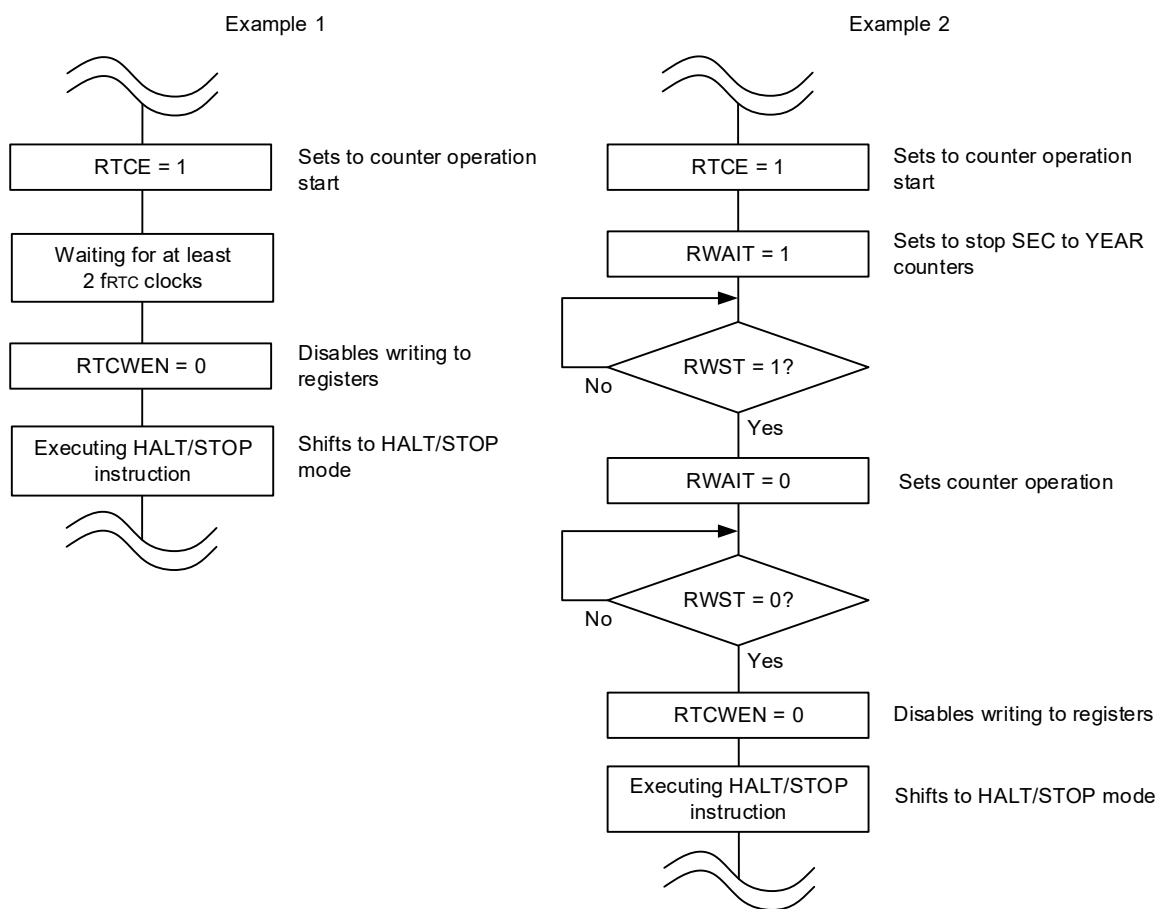 Example 1
RTCE = 1
Sets to counter operation
start
Waiting for at least
2 fRTC clocks
RTCWEN = 0
Disables writing to
registers
Executing HALT/STOP
instruction
Shifts to HALT/STOP
mode
Example 2
RTCE = 1
Sets to counter operation
start
RWAIT = 1
Sets to stop SEC to YEAR
counters
RWST = 1?
No
Yes
RWAIT = 0
Sets counter operation
RWST = 0?
No
Yes
RTCWEN = 0
Disables writing to registers
Executing HALT/STOP
instruction
Shifts to HALT/STOP mode